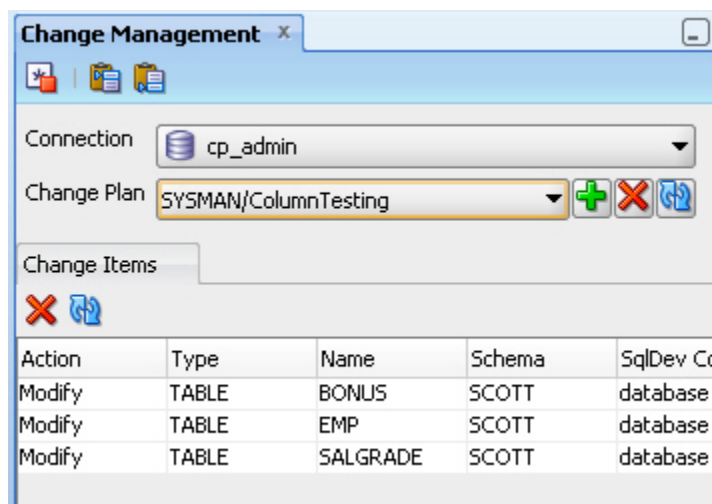 Change Management x
Connection cp_admin
Change Plan SYSMAN/ColumnTesting
Change Items
Action Type Name Schema SqlDev
Modify TABLE BONUS SCOTT database
Modify TABLE EMP SCOTT database
Modify TABLE SALGRADE SCOTT database